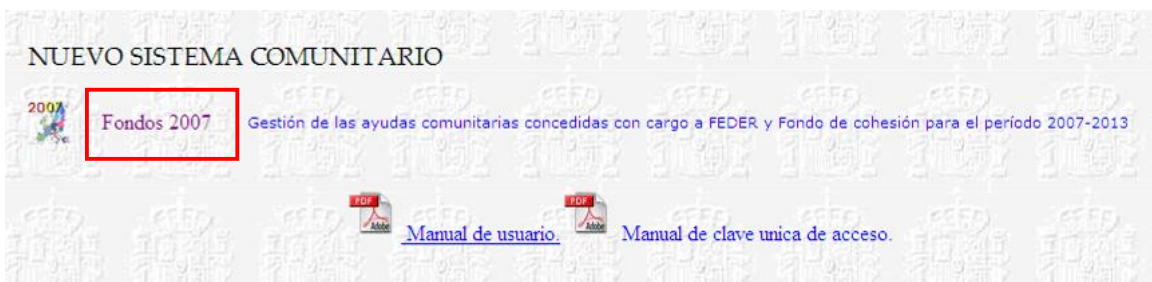 NUEVO SISTEMA COMUNITARIO
2007 Fondos 2007 Gestión de las ayudas comunitarias concedidas con cargo a FEDER y Fondo de cohesión para el período 2007-2013
PDF Adobe Manual de usuario. PDF Adobe Manual de clave unica de acceso.